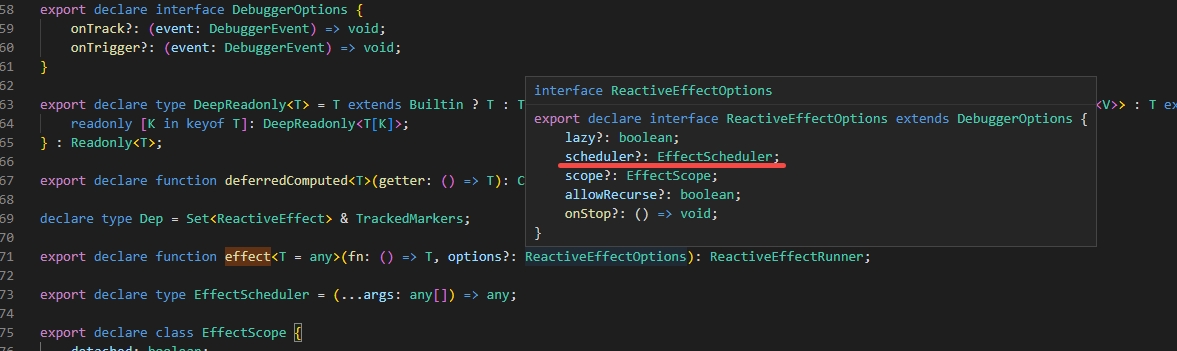 58 export declare interface DebuggerOptions {
59 onTrack?: (event: DebuggerEvent) => void;
60 onTrigger?: (event: DebuggerEvent) => void;
61 }
62
63 export declare type DeepReadonly<T> = T extends Builtin ? T : T <V>> : T ex
64 readonly [K in keyof T]: DeepReadonly<T[K]>;
65 } : Readonly<T>;
66
67 export declare function deferredComputed<T>(getter: () => T): C
68
69 declare type Dep = Set<ReactiveEffect> & TrackedMarkers;
70
71 export declare function effect<T = any>(fn: () => T, options?: ReactiveEffectOptions): ReactiveEffectRunner;
72
73 export declare type EffectScheduler = (...args: any[]) => any;
74
75 export declare class EffectScope {
76 detached: boolean;
interface ReactiveEffectOptions
export declare interface ReactiveEffectOptions extends DebuggerOptions {
lazy?: boolean;
scheduler?: EffectScheduler;
scope?: EffectScope;
allowRecurse?: boolean;
onStop?: () => void;
}